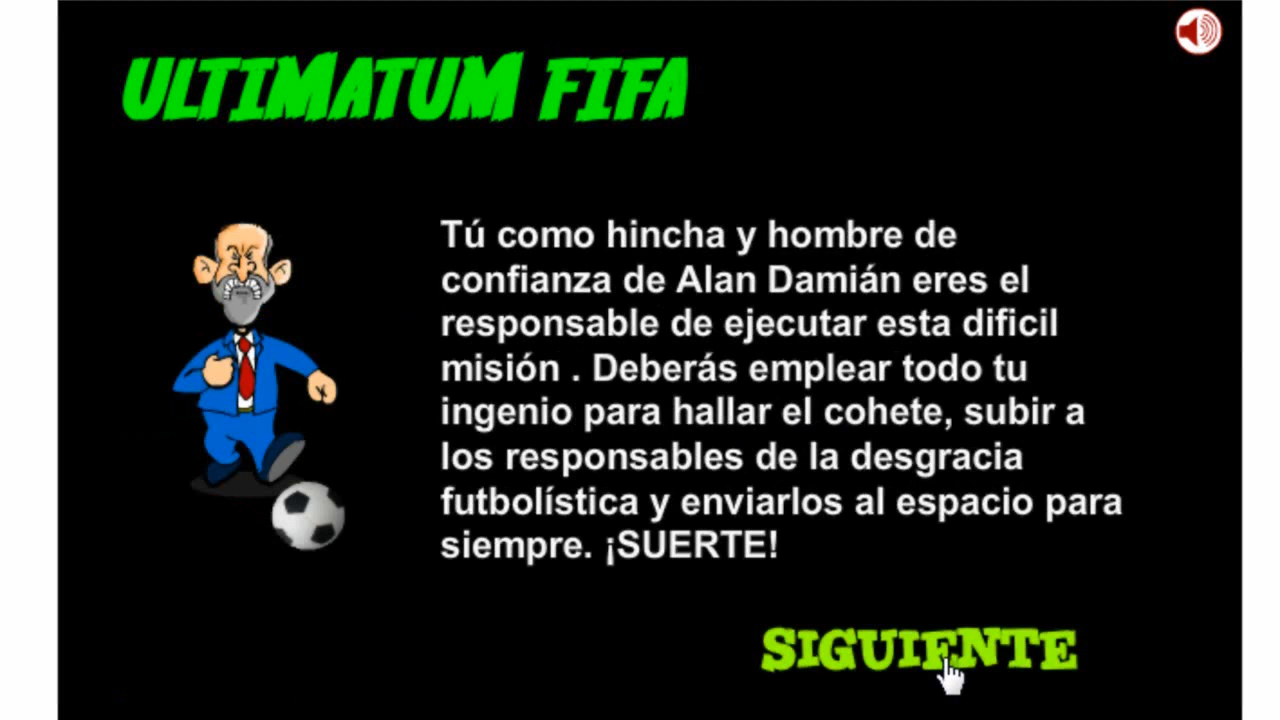 ULTIMATUM FIFA
Tú como hincha y hombre de
confianza de Alan Damián eres el
responsable de ejecutar esta dificil
misión . Deberás emplear todo tu
ingenio para hallar el cohete, subir a
los responsables de la desgracia
futbolística y enviarlos al espacio para
siempre. ¡SUERTE!
SIGUIENTE